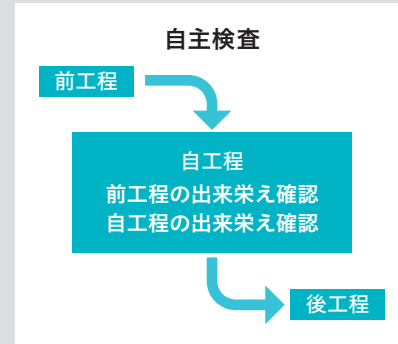 自主検査
前工程
自工程
前工程の出来栄え確認
自工程の出来栄え確認
後工程